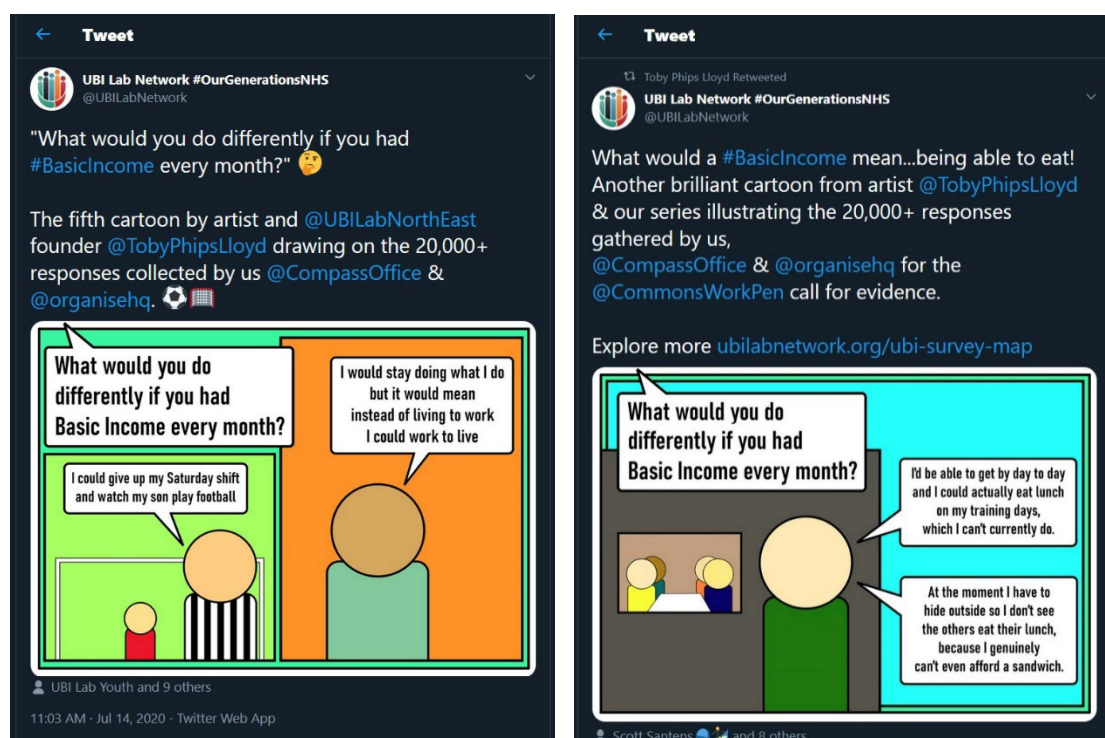 Tweet
UBI Lab Network #OurGenerationsNHS
@UBILabNetwork
"What would you do differently if you had
#BasicIncome every month?" 🤔
The fifth cartoon by artist and @UBILabNorthEast
founder @TobyPhipsLloyd drawing on the 20,000+
responses collected by us @CompassOffice &
@organisehq. ⚽🥅
What would you do
differently if you had
Basic Income every month?
I could give up my Saturday shift
and watch my son play football
I would stay doing what I do
but it would mean
instead of living to work
I could work to live
UBI Lab Youth and 9 others
11:03 AM · Jul 14, 2020 · Twitter Web App
Tweet
Toby Phips Lloyd Retweeted
UBI Lab Network #OurGenerationsNHS
@UBILabNetwork
What would a #BasicIncome mean...being able to eat!
Another brilliant cartoon from artist @TobyPhipsLloyd
& our series illustrating the 20,000+ responses
gathered by us,
@CompassOffice & @organisehq for the
@CommonsWorkPen call for evidence.
Explore more ubilabnetwork.org/ubi-survey-map
What would you do
differently if you had
Basic Income every month?
I'd be able to get by day to day
and I could actually eat lunch
on my training days,
which I can't currently do.
At the moment I have to
hide outside so I don't see
the others eat their lunch,
because I genuinely
can't even afford a sandwich.
Scott Santens and 8 others